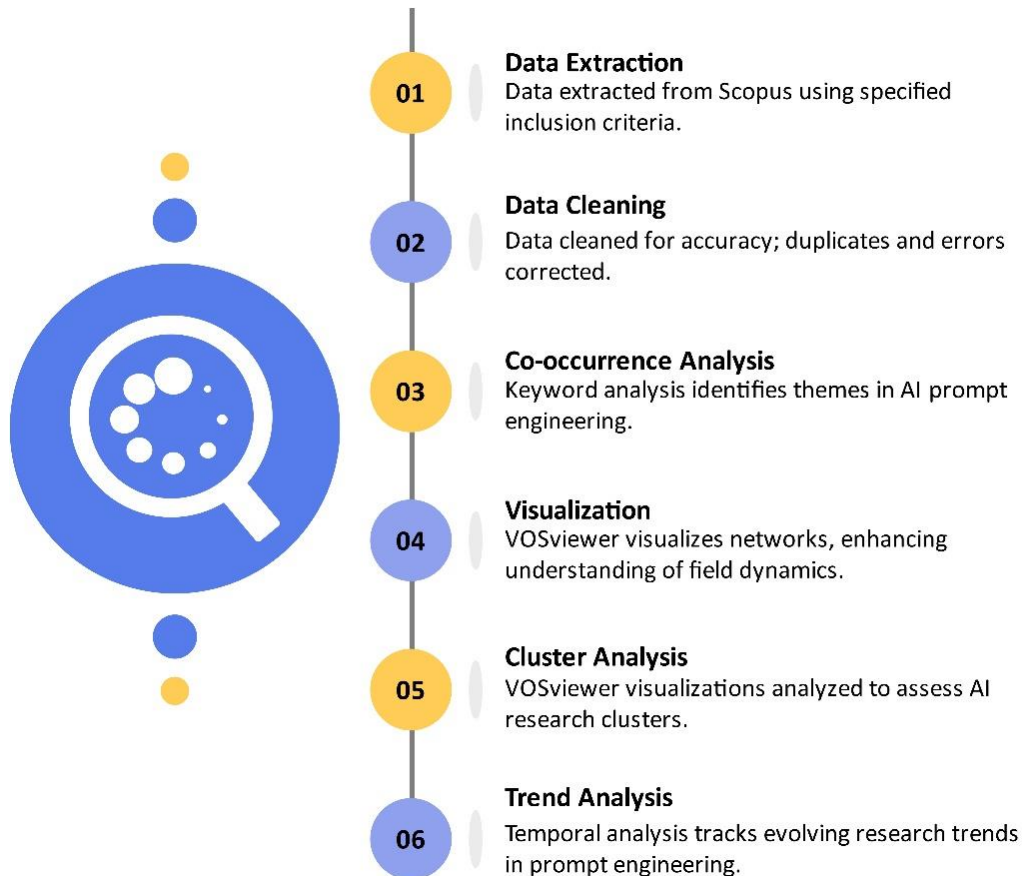 01
Data Extraction
Data extracted from Scopus using specified
inclusion criteria.
02
Data Cleaning
Data cleaned for accuracy; duplicates and errors
corrected.
03
Co-occurrence Analysis
Keyword analysis identifies themes in AI prompt
engineering.
04
Visualization
VOSviewer visualizes networks, enhancing
understanding of field dynamics.
05
Cluster Analysis
VOSviewer visualizations analyzed to assess AI
research clusters.
06
Trend Analysis
Temporal analysis tracks evolving research trends
in prompt engineering.